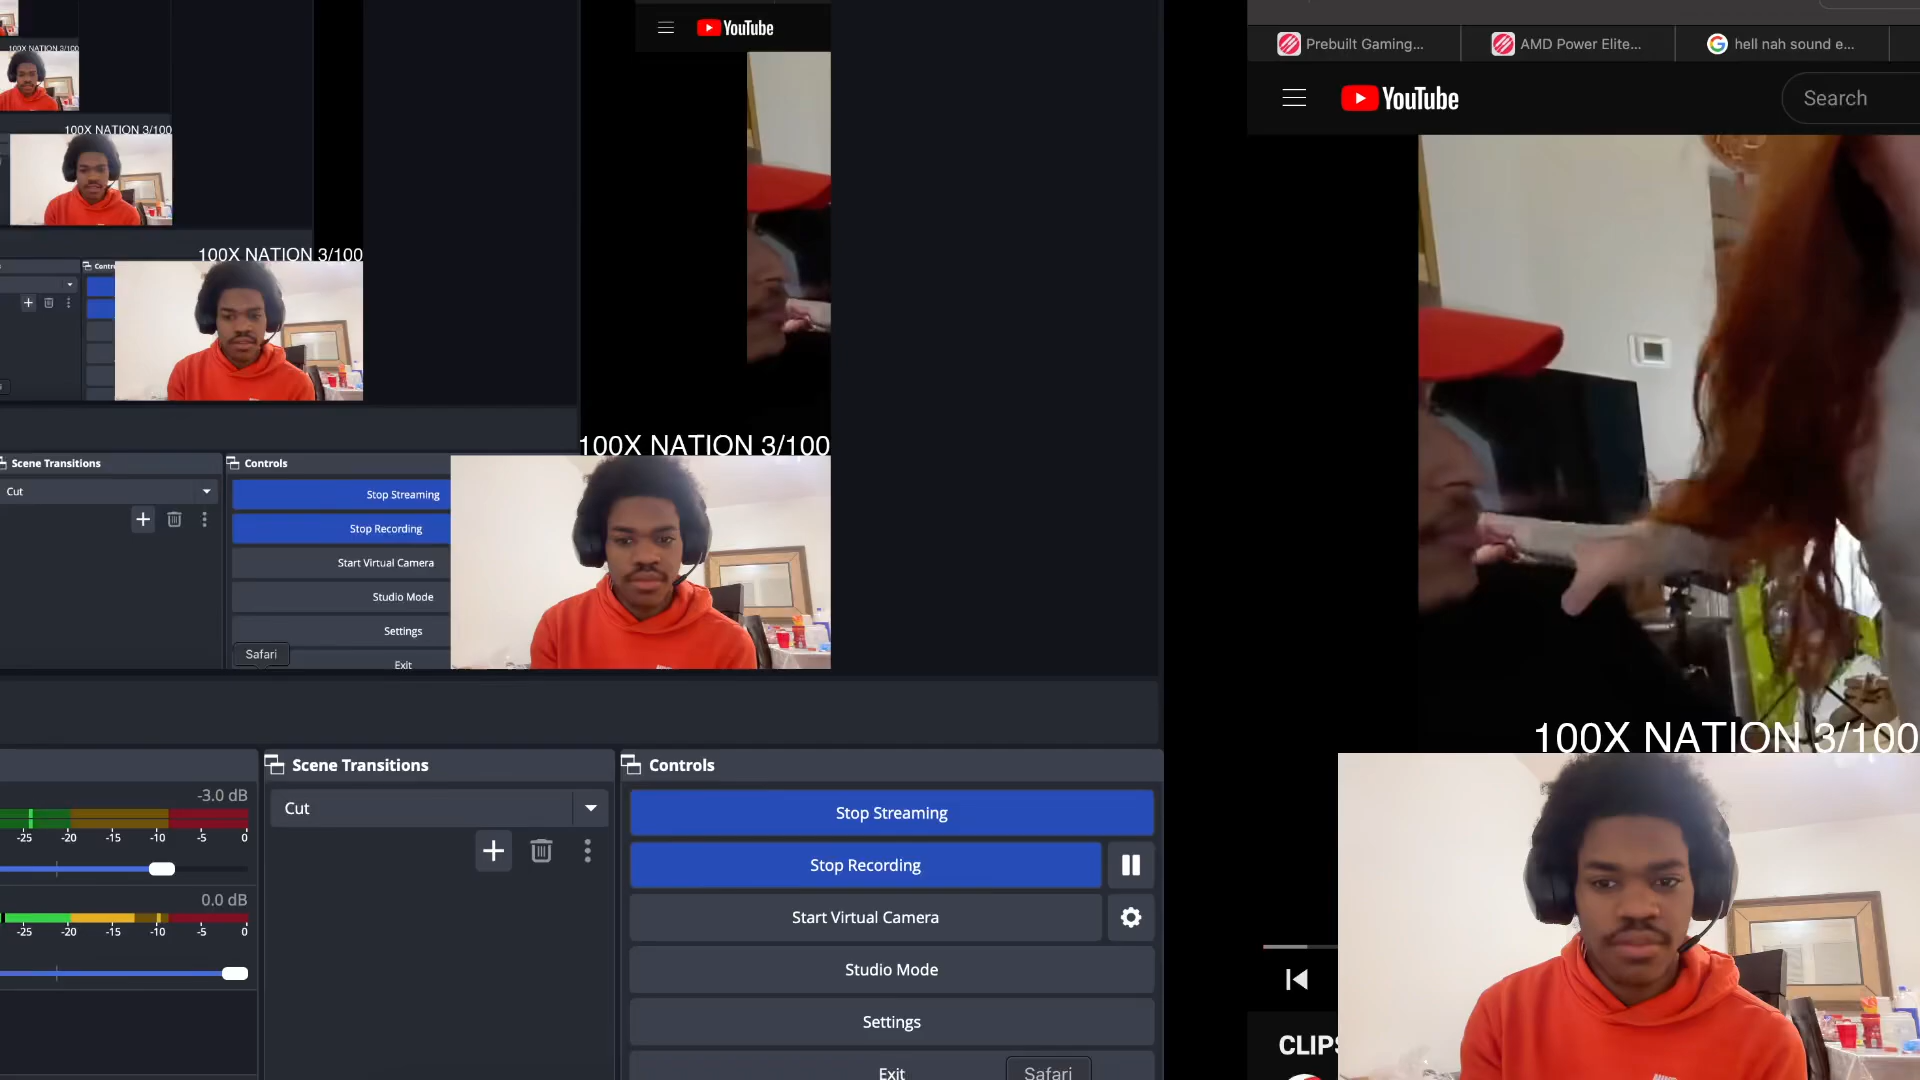 100X NATION 3/100
100X NATION 3/100
100X NATION 3/100
YouTube
100X NATION 3/100
Scene Transitions
Controls
Cut
Stop Streaming
Stop Recording
Start Virtual Camera
Studio Mode
Settings
Exit
Safari
Prebuilt Gaming...
AMD Power Elite...
hell nah sound e...
YouTube
Search
100X NATION 3/100
CLIPS
-3.0 dB
-25 -20 -15 -10 -5 0
0.0 dB
-25 -20 -15 -10 -5 0
Scene Transitions
Cut
Controls
Stop Streaming
Stop Recording
Start Virtual Camera
Studio Mode
Settings
Exit
Safari